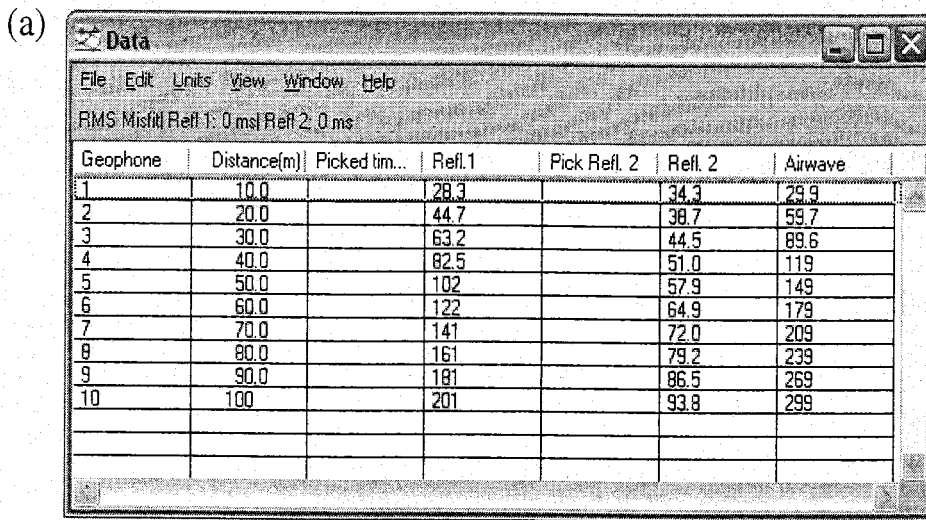 (a)
Data
File Edit Units View Window Help
RMS Misfit| Refl 1: 0 ms| Refl 2: 0 ms
Geophone Distance(m) Picked tim... Refl.1 Pick Refl. 2 Refl. 2 Airwave
1 10.0 28.3 34.3 29.9
2 20.0 44.7 38.7 59.7
3 30.0 63.2 44.5 89.6
4 40.0 82.5 51.0 119
5 50.0 102 57.9 149
6 60.0 122 64.9 179
7 70.0 141 72.0 209
8 80.0 161 79.2 239
9 90.0 181 86.5 269
10 100 201 93.8 299